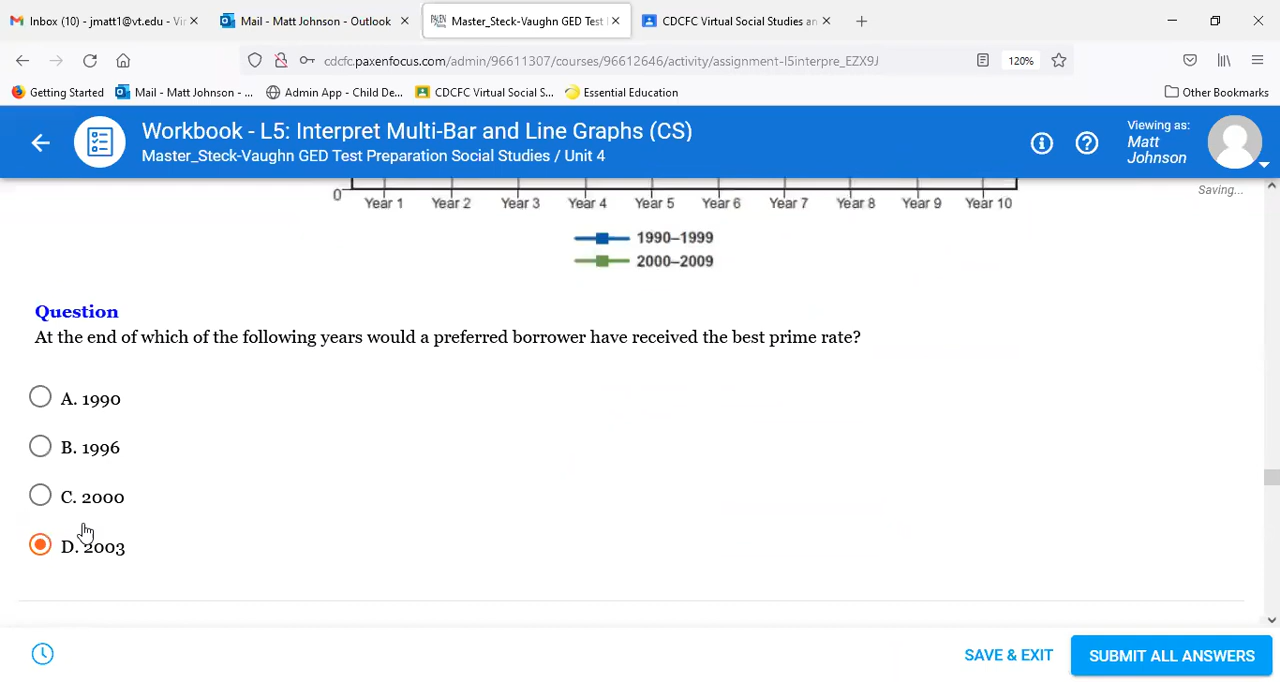 Inbox (10) - jmatt1@vt.edu - Vir
Mail - Matt Johnson - Outlook
PAXEN
Master_Steck-Vaughn GED Test
CDCFC Virtual Social Studies an
cdcfc.paxenfocus.com/admin/96611307/courses/96612646/activity/assignment-l5interpre_EZX9J
120%
Getting Started
Mail - Matt Johnson - ...
Admin App - Child De...
CDCFC Virtual Social S...
Essential Education
Other Bookmarks
Workbook - L5: Interpret Multi-Bar and Line Graphs (CS)
Master_Steck-Vaughn GED Test Preparation Social Studies / Unit 4
Viewing as:
Matt
Johnson
Saving...
0
Year 1 Year 2 Year 3 Year 4 Year 5 Year 6 Year 7 Year 8 Year 9 Year 10
1990–1999
2000–2009
Question
At the end of which of the following years would a preferred borrower have received the best prime rate?
A. 1990
B. 1996
C. 2000
D. 2003
SAVE & EXIT
SUBMIT ALL ANSWERS